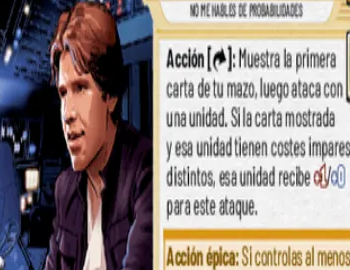 NO ME HABLES DE PROBABILIDADES
Acción [↷]: Muestra la primera
carta de tu mazo, luego ataca con
una unidad. Si la carta mostrada
y esa unidad tienen costes impares
distintos, esa unidad recibe
para este ataque.
Acción épica: Si controlas al menos